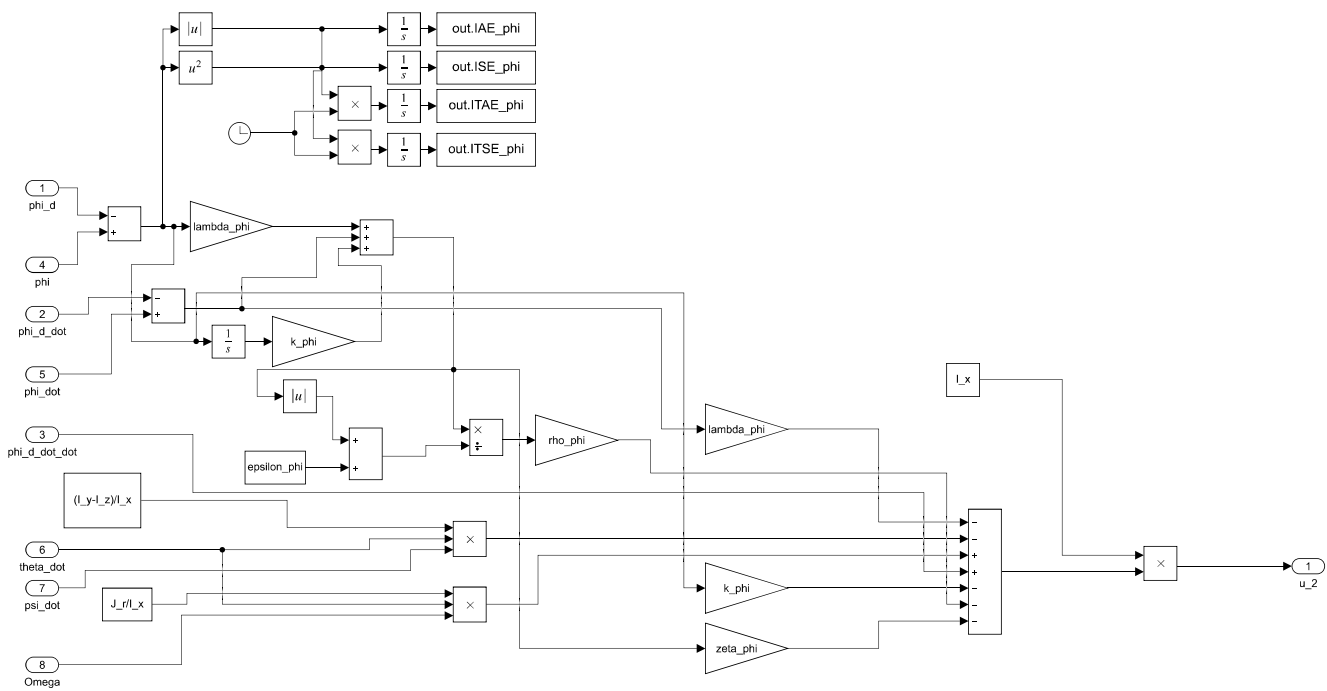 |u|
1/s
out.IAE_phi
u²
1/s
out.ISE_phi
×
1/s
out.ITAE_phi
×
1/s
out.ITSE_phi
1
phi_d
−
+
lambda_phi
+
+
+
4
phi
2
phi_d_dot
−
+
1/s
k_phi
5
phi_dot
|u|
I_x
3
phi_d_dot_dot
epsilon_phi
+
+
×
÷
rho_phi
lambda_phi
(I_y-I_z)/I_x
6
theta_dot
×
7
psi_dot
J_r/I_x
×
k_phi
zeta_phi
−
−
+
+
−
−
−
×
1
u_2
8
Omega